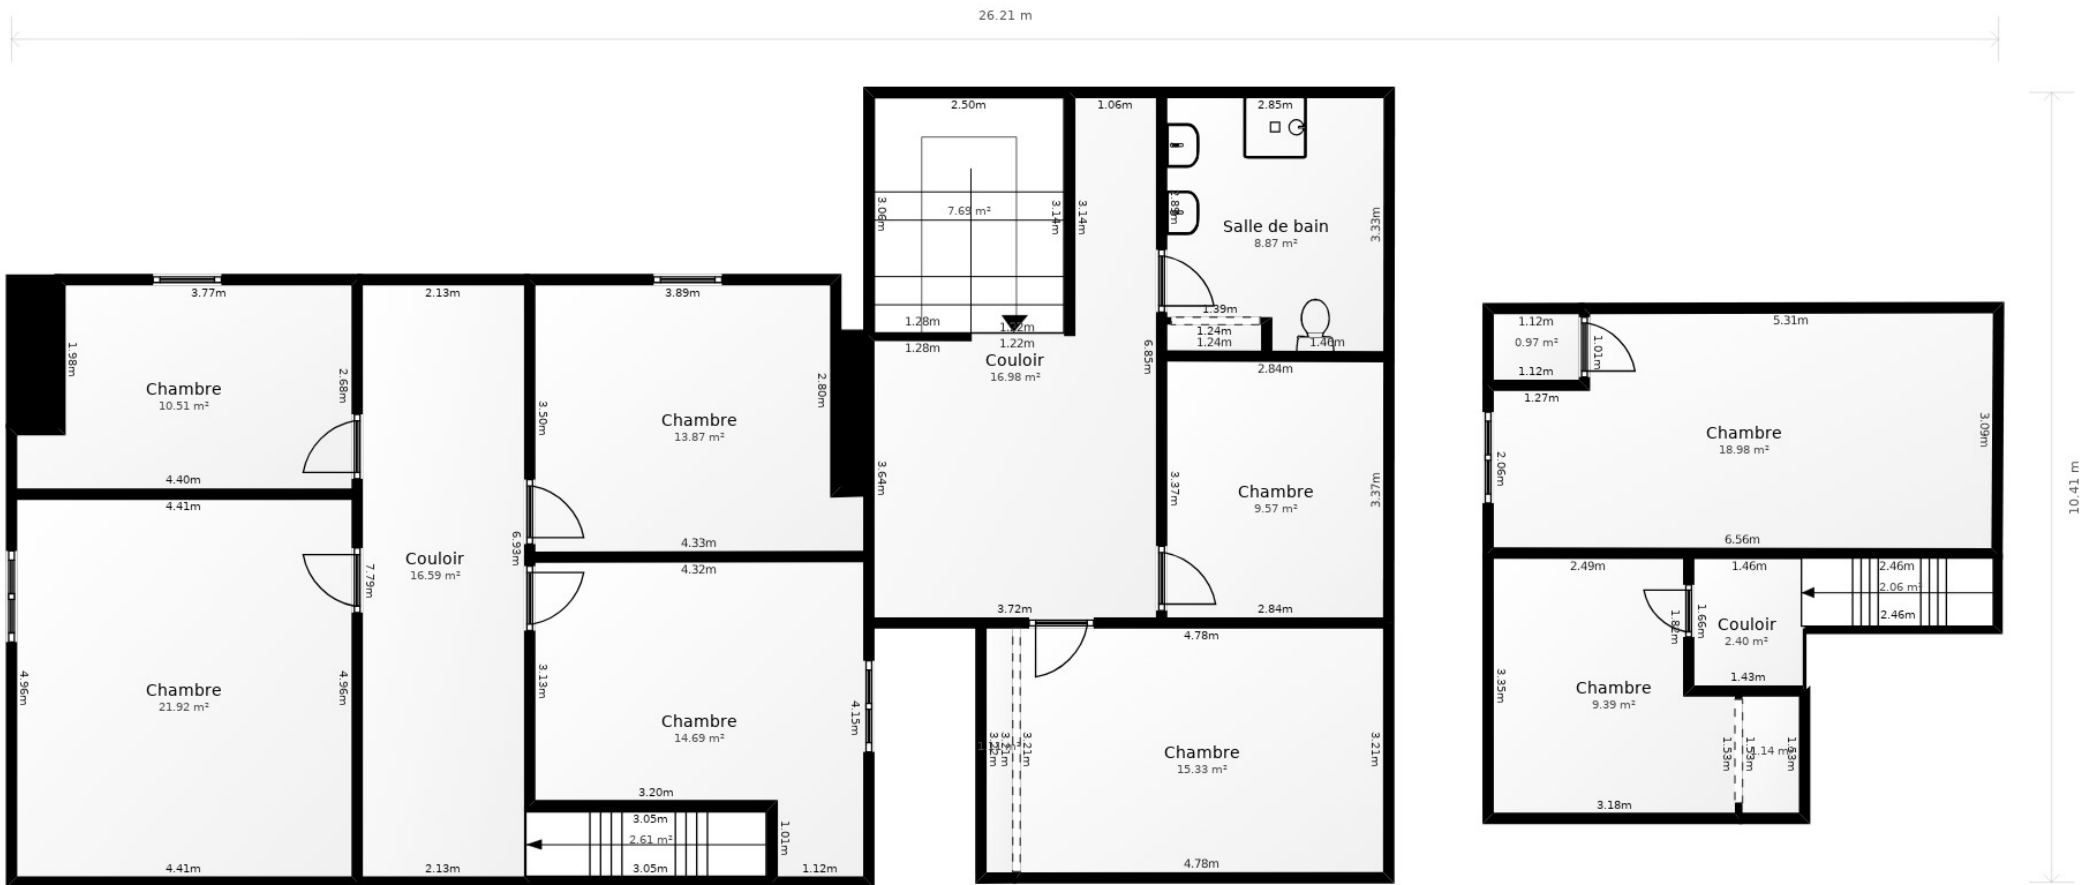 26.21 m
10.41 m
3.77m
1.98m
2.68m
Chambre
10.51 m²
4.40m
4.41m
Chambre
21.92 m²
4.96m
4.96m
4.41m
2.13m
7.79m
6.93m
Couloir
16.59 m²
2.13m
3.89m
3.50m
2.80m
Chambre
13.87 m²
4.33m
4.32m
3.13m
4.15m
Chambre
14.69 m²
3.20m
1.01m
1.12m
3.05m
2.61 m²
3.05m
2.50m
3.06m
3.14m
7.69 m²
1.28m
1.28m
1.22m
1.06m
3.14m
Couloir
16.98 m²
6.85m
3.64m
3.72m
2.85m
Salle de bain
8.87 m²
3.33m
1.39m
1.24m
1.24m
1.46m
2.84m
3.37m
3.37m
Chambre
9.57 m²
2.84m
4.78m
3.21m
3.21m
Chambre
15.33 m²
4.78m
1.12m
0.97 m²
1.12m
1.01m
1.27m
5.31m
3.09m
2.06m
Chambre
18.98 m²
6.56m
2.49m
3.35m
1.82m
Chambre
9.39 m²
3.18m
1.46m
1.66m
Couloir
2.40 m²
1.43m
2.46m
2.06 m²
2.46m
1.53m
1.53m
1.14 m²
1.53m